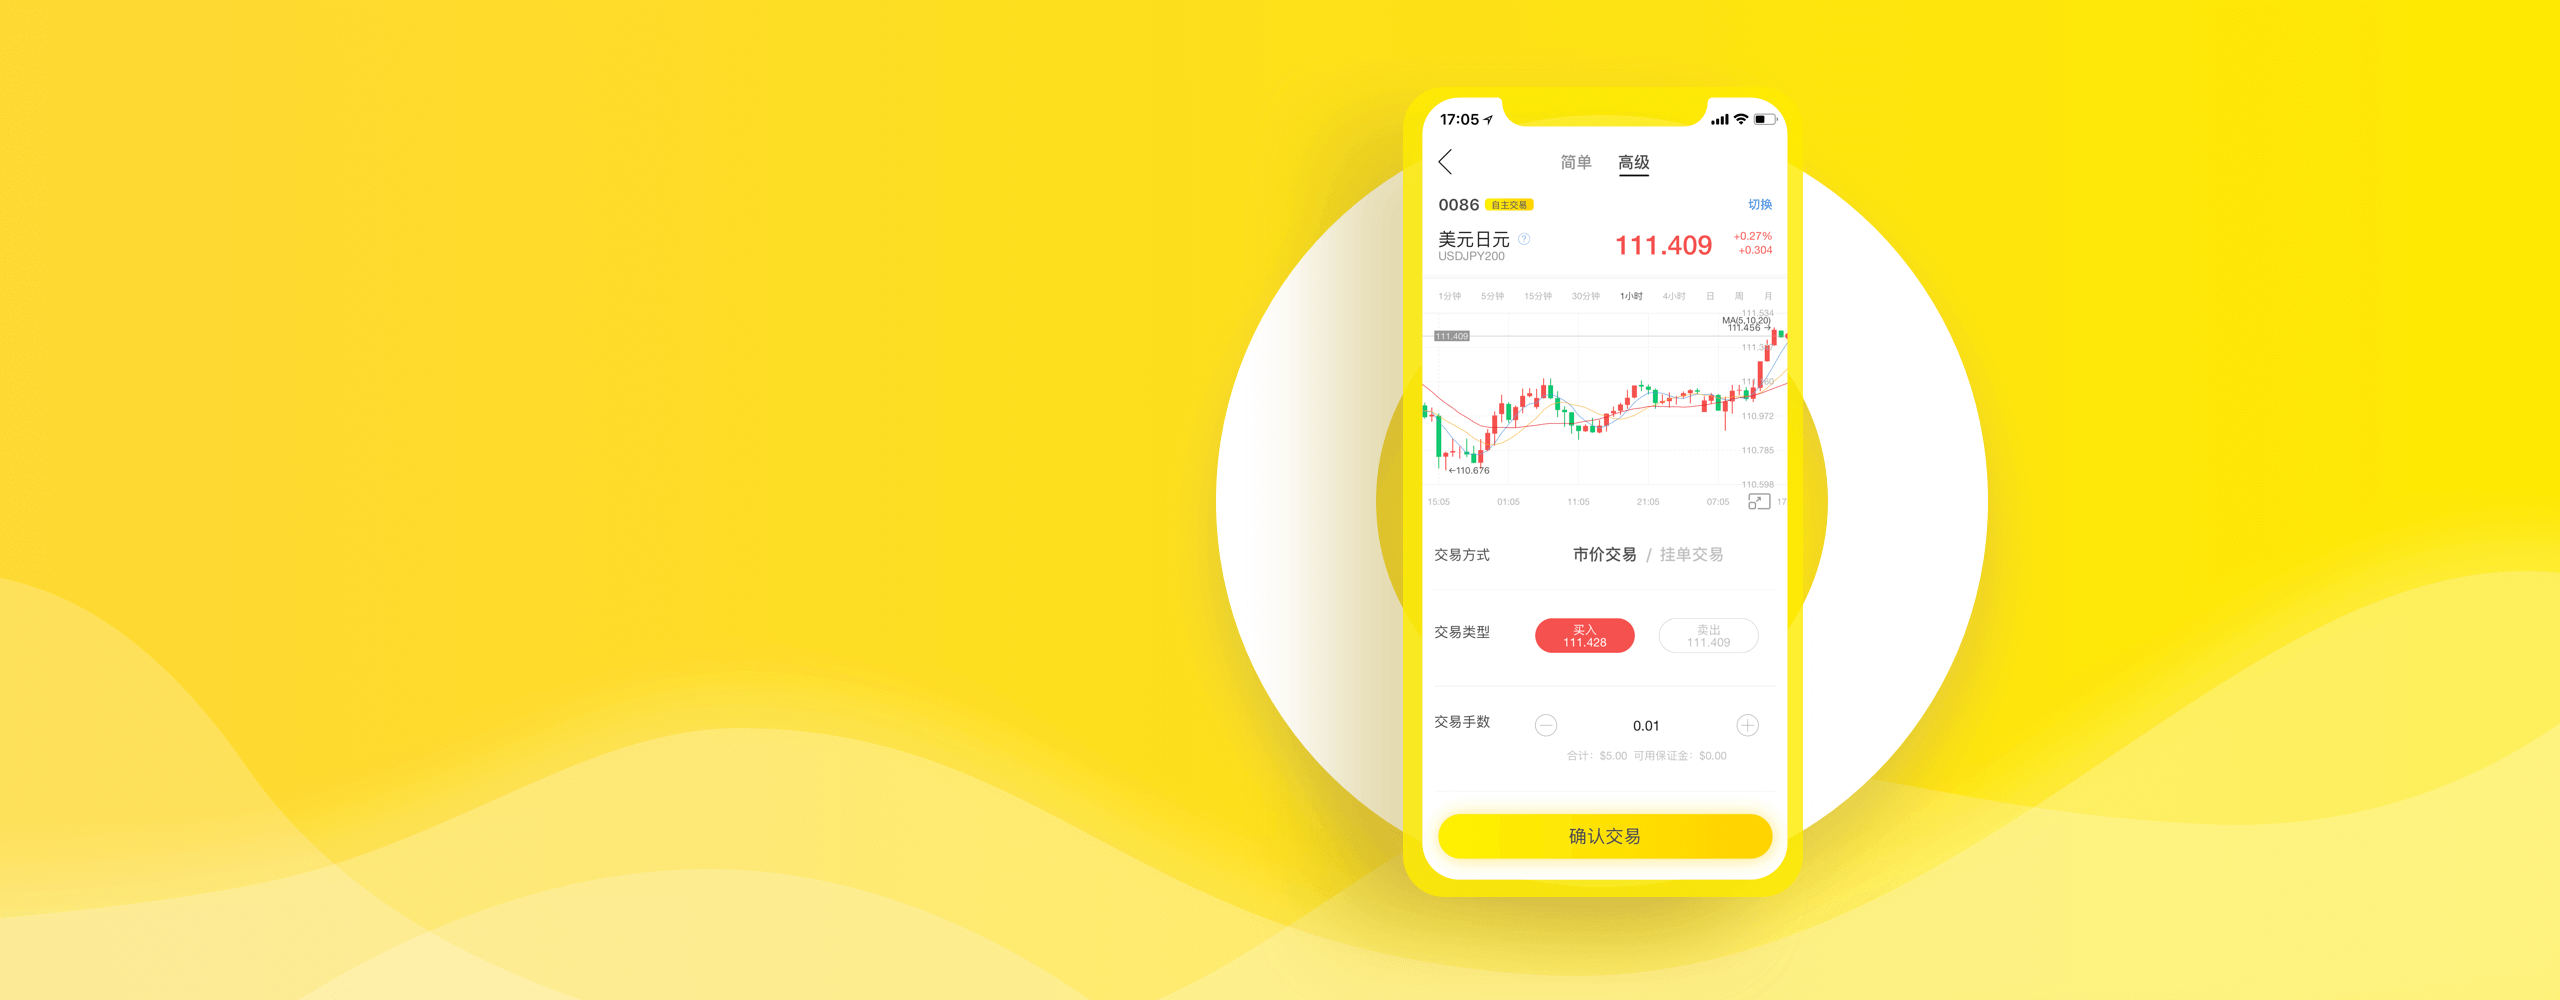 17:05
简单 高级
0086 自主交易 切换
美元日元 ? 111.409 +0.27%
USDJPY200 +0.304
1分钟 5分钟 15分钟 30分钟 1小时 4小时 日 周 月
111.534
MA(5,10,20)
111.456→
111.409
111.3
110.972
110.785
←110.676
110.598
15:05 01:05 11:05 21:05 07:05 17
交易方式 市价交易 / 挂单交易
交易类型 买入 卖出
111.428 111.409
交易手数 0.01
合计：$5.00 可用保证金：$0.00
确认交易